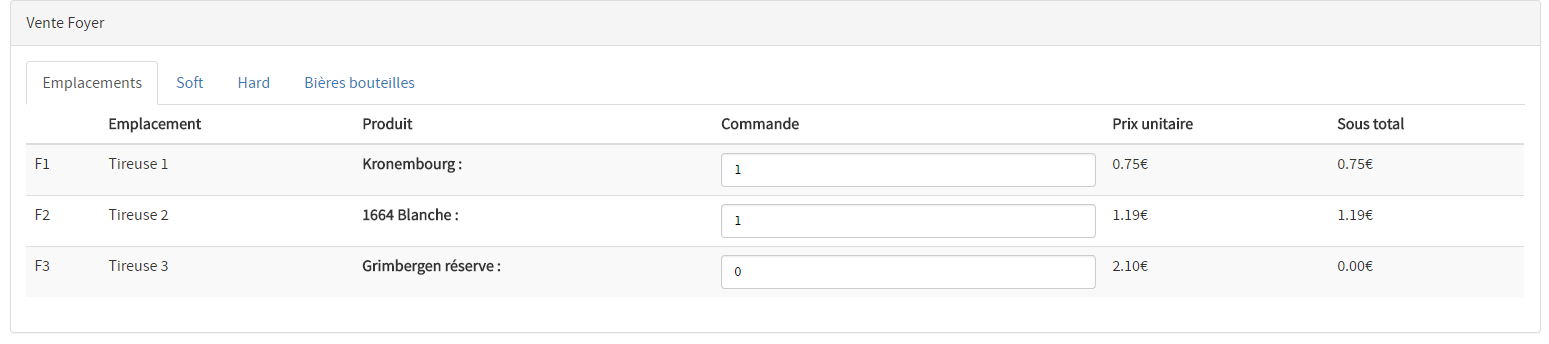 Vente Foyer
Emplacements Soft Hard Bières bouteilles
Emplacement Produit Commande Prix unitaire Sous total
F1 Tireuse 1 Kronembourg : 1 0.75€ 0.75€
F2 Tireuse 2 1664 Blanche : 1 1.19€ 1.19€
F3 Tireuse 3 Grimbergen réserve : 0 2.10€ 0.00€